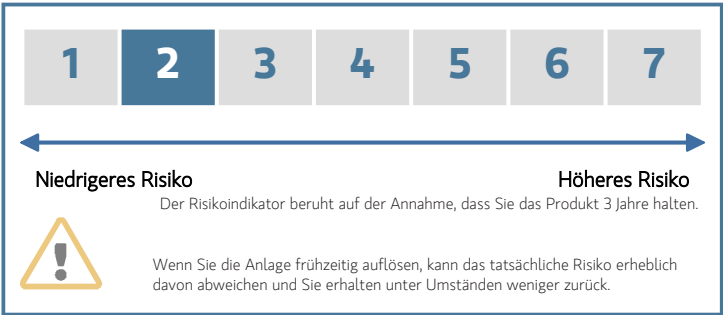 1 2 3 4 5 6 7
Niedrigeres Risiko Höheres Risiko
Der Risikoindikator beruht auf der Annahme, dass Sie das Produkt 3 Jahre halten.
!
Wenn Sie die Anlage frühzeitig auflösen, kann das tatsächliche Risiko erheblich
davon abweichen und Sie erhalten unter Umständen weniger zurück.